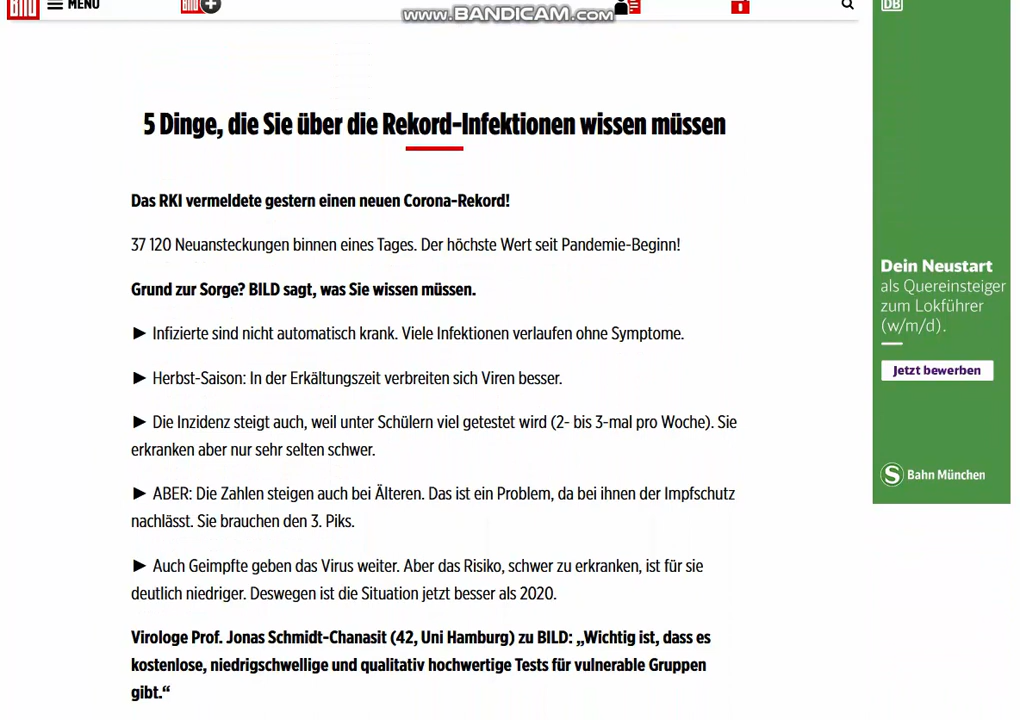 BILD MENÜ BILD
www.BANDICAM.com
DB
5 Dinge, die Sie über die Rekord-Infektionen wissen müssen
Das RKI vermeldete gestern einen neuen Corona-Rekord!
37 120 Neuansteckungen binnen eines Tages. Der höchste Wert seit Pandemie-Beginn!
Grund zur Sorge? BILD sagt, was Sie wissen müssen.
► Infizierte sind nicht automatisch krank. Viele Infektionen verlaufen ohne Symptome.
► Herbst-Saison: In der Erkältungszeit verbreiten sich Viren besser.
► Die Inzidenz steigt auch, weil unter Schülern viel getestet wird (2- bis 3-mal pro Woche). Sie
erkranken aber nur sehr selten schwer.
► ABER: Die Zahlen steigen auch bei Älteren. Das ist ein Problem, da bei ihnen der Impfschutz
nachlässt. Sie brauchen den 3. Piks.
► Auch Geimpfte geben das Virus weiter. Aber das Risiko, schwer zu erkranken, ist für sie
deutlich niedriger. Deswegen ist die Situation jetzt besser als 2020.
Virologe Prof. Jonas Schmidt-Chanasit (42, Uni Hamburg) zu BILD: „Wichtig ist, dass es
kostenlose, niedrigschwellige und qualitativ hochwertige Tests für vulnerable Gruppen
gibt.“
Dein Neustart
als Quereinsteiger
zum Lokführer
(w/m/d).
Jetzt bewerben
S Bahn München